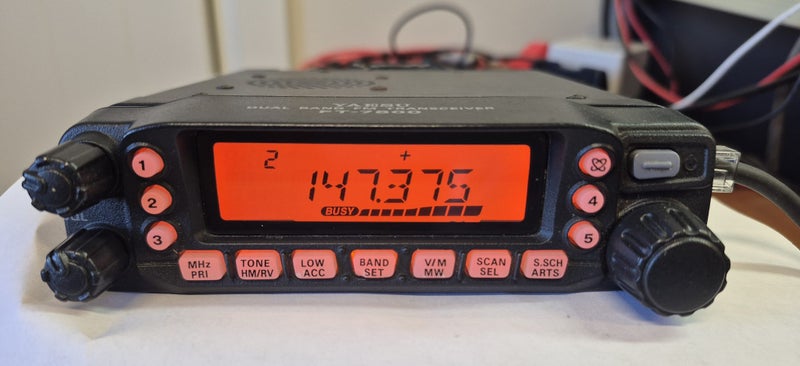 YAESU
DUAL BAND FM TRANSCEIVER
FT-7800
2 +
147.375
BUSY
1
2
3
4
5
MHz
PRI
TONE
HM/RV
LOW
ACC
BAND
SET
V/M
MW
SCAN
SEL
S.SCH
ARTS